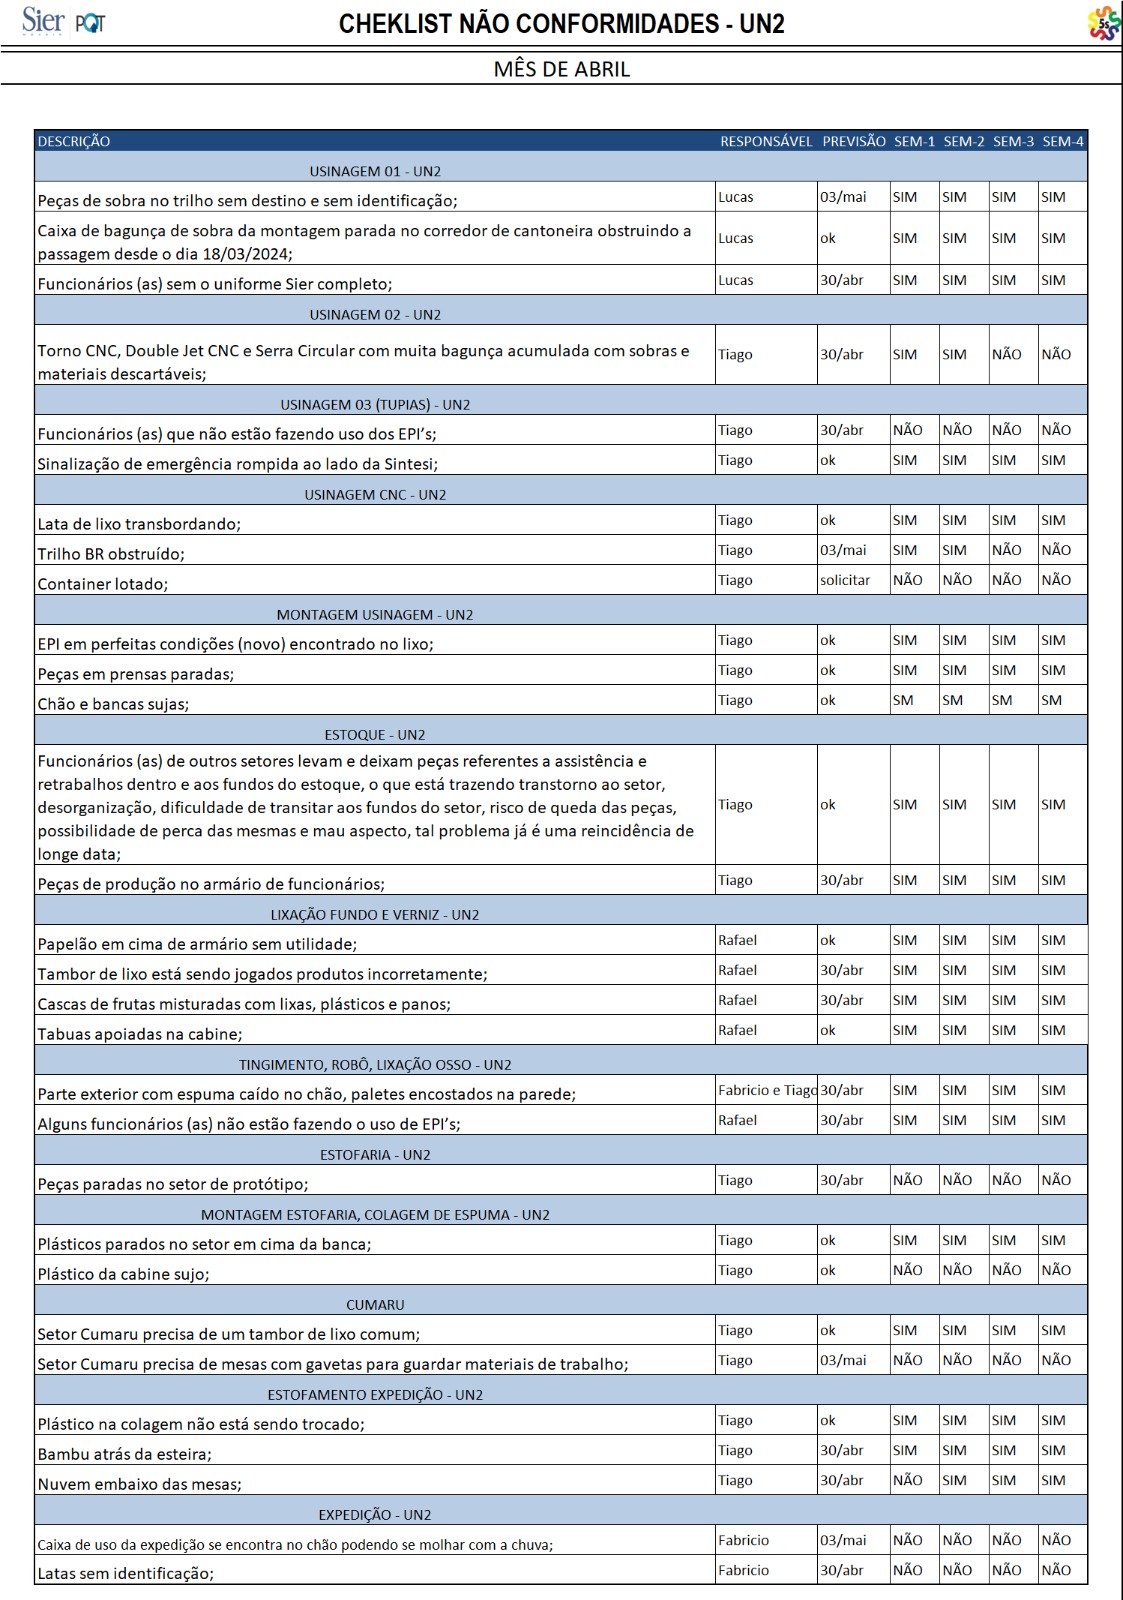 Sier PQT
CHEKLIST NÃO CONFORMIDADES - UN2
5s
MÊS DE ABRIL
DESCRIÇÃO RESPONSÁVEL PREVISÃO SEM-1 SEM-2 SEM-3 SEM-4
USINAGEM 01 - UN2
Peças de sobra no trilho sem destino e sem identificação; Lucas 03/mai SIM SIM SIM SIM
Caixa de bagunça de sobra da montagem parada no corredor de cantoneira obstruindo a
passagem desde o dia 18/03/2024; Lucas ok SIM SIM SIM SIM
Funcionários (as) sem o uniforme Sier completo; Lucas 30/abr SIM SIM SIM SIM
USINAGEM 02 - UN2
Torno CNC, Double Jet CNC e Serra Circular com muita bagunça acumulada com sobras e
materiais descartáveis; Tiago 30/abr SIM SIM NÃO NÃO
USINAGEM 03 (TUPIAS) - UN2
Funcionários (as) que não estão fazendo uso dos EPI’s; Tiago 30/abr NÃO NÃO NÃO NÃO
Sinalização de emergência rompida ao lado da Sintesi; Tiago ok SIM SIM SIM SIM
USINAGEM CNC - UN2
Lata de lixo transbordando; Tiago ok SIM SIM SIM SIM
Trilho BR obstruído; Tiago 03/mai SIM SIM NÃO NÃO
Container lotado; Tiago solicitar NÃO NÃO NÃO NÃO
MONTAGEM USINAGEM - UN2
EPI em perfeitas condições (novo) encontrado no lixo; Tiago ok SIM SIM SIM SIM
Peças em prensas paradas; Tiago ok SIM SIM SIM SIM
Chão e bancas sujas; Tiago ok SM SM SM SM
ESTOQUE - UN2
Funcionários (as) de outros setores levam e deixam peças referentes a assistência e
retrabalhos dentro e aos fundos do estoque, o que está trazendo transtorno ao setor,
desorganização, dificuldade de transitar aos fundos do setor, risco de queda das peças,
possibilidade de perca das mesmas e mau aspecto, tal problema já é uma reincidência de
longe data; Tiago ok SIM SIM SIM SIM
Peças de produção no armário de funcionários; Tiago 30/abr SIM SIM SIM SIM
LIXAÇÃO FUNDO E VERNIZ - UN2
Papelão em cima de armário sem utilidade; Rafael ok SIM SIM SIM SIM
Tambor de lixo está sendo jogados produtos incorretamente; Rafael 30/abr SIM SIM SIM SIM
Cascas de frutas misturadas com lixas, plásticos e panos; Rafael 30/abr SIM SIM SIM SIM
Tabuas apoiadas na cabine; Rafael ok SIM SIM SIM SIM
TINGIMENTO, ROBÔ, LIXAÇÃO OSSO - UN2
Parte exterior com espuma caído no chão, paletes encostados na parede; Fabricio e Tiago 30/abr SIM SIM SIM SIM
Alguns funcionários (as) não estão fazendo o uso de EPI’s; Rafael 30/abr SIM SIM SIM SIM
ESTOFARIA - UN2
Peças paradas no setor de protótipo; Tiago 30/abr NÃO NÃO NÃO NÃO
MONTAGEM ESTOFARIA, COLAGEM DE ESPUMA - UN2
Plásticos parados no setor em cima da banca; Tiago ok SIM SIM SIM SIM
Plástico da cabine sujo; Tiago ok NÃO NÃO NÃO NÃO
CUMARU
Setor Cumaru precisa de um tambor de lixo comum; Tiago ok SIM SIM SIM SIM
Setor Cumaru precisa de mesas com gavetas para guardar materiais de trabalho; Tiago 03/mai NÃO NÃO NÃO NÃO
ESTOFAMENTO EXPEDIÇÃO - UN2
Plástico na colagem não está sendo trocado; Tiago ok SIM SIM SIM SIM
Bambu atrás da esteira; Tiago 30/abr SIM SIM SIM SIM
Nuvem embaixo das mesas; Tiago 30/abr NÃO SIM SIM SIM
EXPEDIÇÃO - UN2
Caixa de uso da expedição se encontra no chão podendo se molhar com a chuva; Fabricio 03/mai NÃO NÃO NÃO NÃO
Latas sem identificação; Fabricio 30/abr NÃO NÃO NÃO NÃO